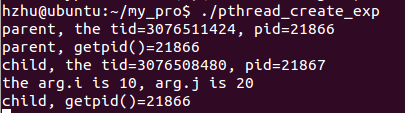 hzhu@ubuntu:~/my_pro$ ./pthread_create_exp
parent, the tid=3076511424, pid=21866
parent, getpid()=21866
child, the tid=3076508480, pid=21867
the arg.i is 10, arg.j is 20
child, getpid()=21866